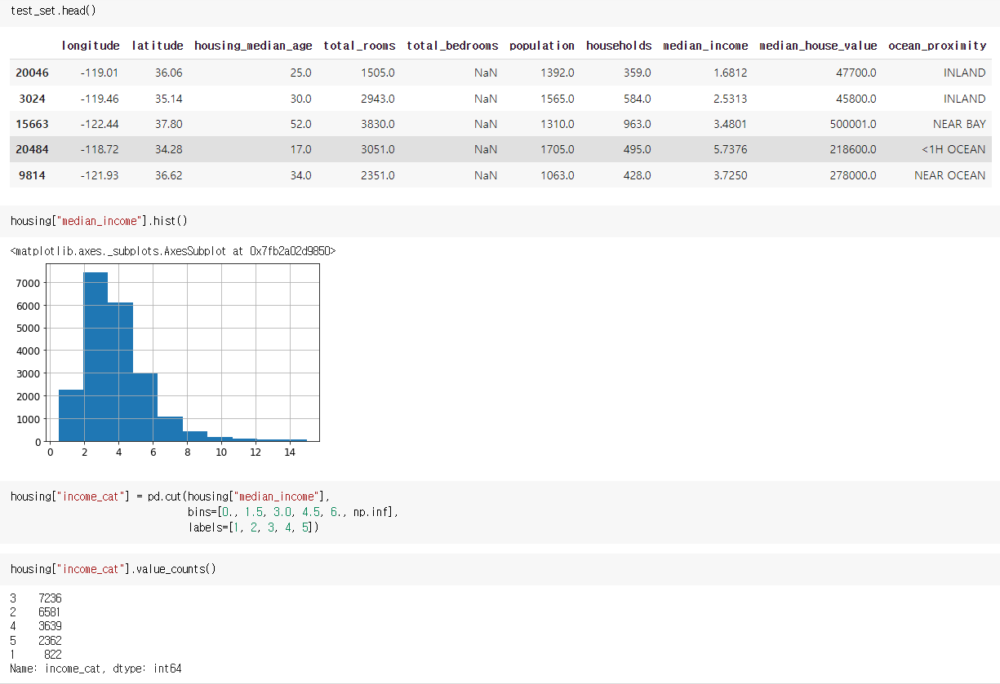 test_set.head()
longitude latitude housing_median_age total_rooms total_bedrooms population households median_income median_house_value ocean_proximity
20046 -119.01 36.06 25.0 1505.0 NaN 1392.0 359.0 1.6812 47700.0 INLAND
3024 -119.46 35.14 30.0 2943.0 NaN 1565.0 584.0 2.5313 45800.0 INLAND
15663 -122.44 37.80 52.0 3830.0 NaN 1310.0 963.0 3.4801 500001.0 NEAR BAY
20484 -118.72 34.28 17.0 3051.0 NaN 1705.0 495.0 5.7376 218600.0 <1H OCEAN
9814 -121.93 36.62 34.0 2351.0 NaN 1063.0 428.0 3.7250 278000.0 NEAR OCEAN
housing["median_income"].hist()
<matplotlib.axes._subplots.AxesSubplot at 0x7fb2a02d9850>
7000
6000
5000
4000
3000
2000
1000
0
0 2 4 6 8 10 12 14
housing["income_cat"] = pd.cut(housing["median_income"],
bins=[0., 1.5, 3.0, 4.5, 6., np.inf],
labels=[1, 2, 3, 4, 5])
housing["income_cat"].value_counts()
3 7236
2 6581
4 3639
5 2362
1 822
Name: income_cat, dtype: int64